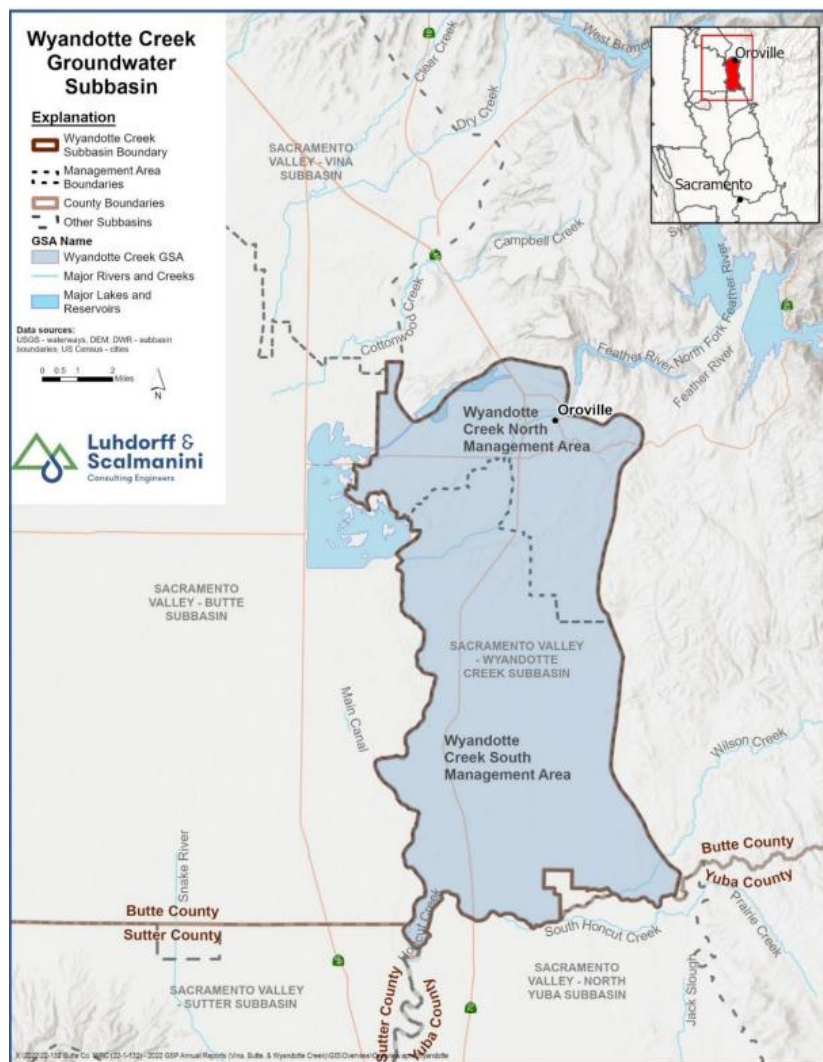 Wyandotte Creek
Groundwater
Subbasin
Explanation
Wyandotte Creek
Subbasin Boundary
Management Area
Boundaries
County Boundaries
Other Subbasins
GSA Name
Wyandotte Creek GSA
Major Rivers and Creeks
Major Lakes and
Reservoirs
Data sources:
USGS - waterways, DEM; DWR - subbasin
boundaries; US Census - cities
0 0.5 1 2
Miles
N
Luhdorff &
Scalmanini
Consulting Engineers
West Branch
Oroville
Sacramento
Clear Creek
Dry Creek
SACRAMENTO
VALLEY - VINA
SUBBASIN
Campbell Creek
Cottonwood Creek
Feather River
North Fork Feather River
Feather River
Wyandotte
Creek North
Management Area
Oroville
SACRAMENTO
VALLEY - BUTTE
SUBBASIN
SACRAMENTO VALLEY
- WYANDOTTE
CREEK SUBBASIN
Main Canal
Wyandotte
Creek South
Management Area
Wilson Creek
Snake River
Butte County
Yuba County
Butte County
Sutter County
Honcut Creek
South Honcut Creek
Prairie Creek
SACRAMENTO VALLEY
- SUTTER SUBBASIN
Sutter County
Yuba County
SACRAMENTO
VALLEY - NORTH
YUBA SUBBASIN
Jack Slough